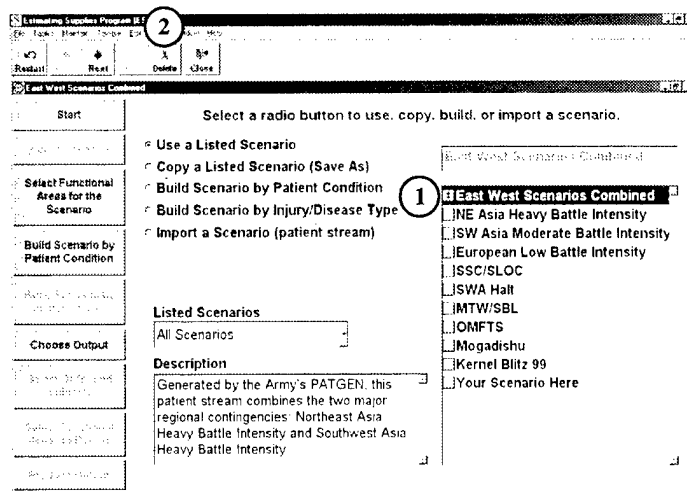 Estimating Supplies Program
2
Restart
Next
Delete
Close
East West Scenarios Combined
Start
Select a radio button to use, copy, build, or import a scenario.
Use a Listed Scenario
Copy a Listed Scenario (Save As)
Build Scenario by Patient Condition
Build Scenario by Injury/Disease Type
Import a Scenario (patient stream)
Select Functional
Areas for the
Scenario
Build Scenario by
Patient Condition
Choose Output
Listed Scenarios
All Scenarios
Description
Generated by the Army's PATGEN, this
patient stream combines the two major
regional contingencies: Northeast Asia
Heavy Battle Intensity and Southwest Asia
Heavy Battle Intensity
East West Scenarios Combined
1
East West Scenarios Combined
NE Asia Heavy Battle Intensity
SW Asia Moderate Battle Intensity
European Low Battle Intensity
SSC/SLOC
SWA Halt
MTW/SBL
OMFTS
Mogadishu
Kernel Blitz 99
Your Scenario Here